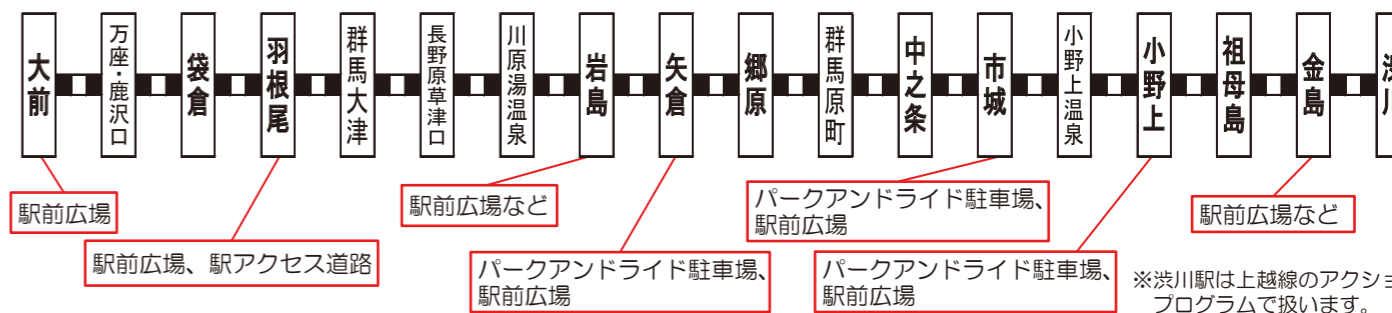 大前
万座・鹿沢口
袋倉
羽根尾
群馬大津
長野原草津口
川原湯温泉
岩島
矢倉
郷原
群馬原町
中之条
市城
小野上温泉
小野上
祖母島
金島
渋川
駅前広場
駅前広場、駅アクセス道路
駅前広場など
パークアンドライド駐車場、
駅前広場
パークアンドライド駐車場、
駅前広場
パークアンドライド駐車場、
駅前広場
駅前広場など
※渋川駅は上越線のアクショ
プログラムで扱います。